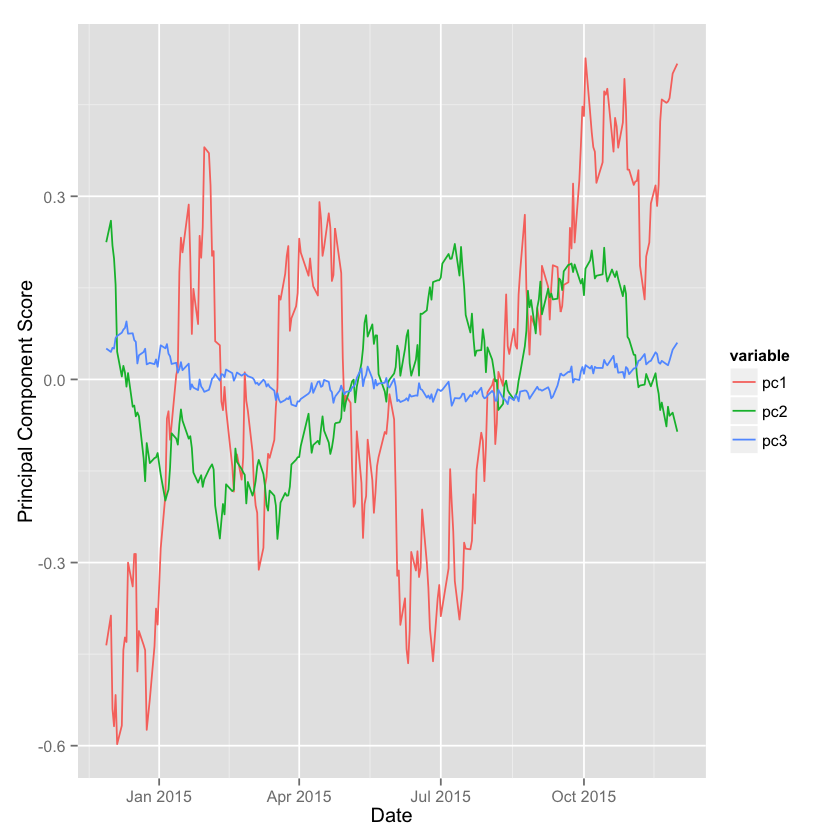 Principal Component Score
0.3
0.0
-0.3
-0.6
Jan 2015
Apr 2015
Jul 2015
Oct 2015
Date
variable
pc1
pc2
pc3